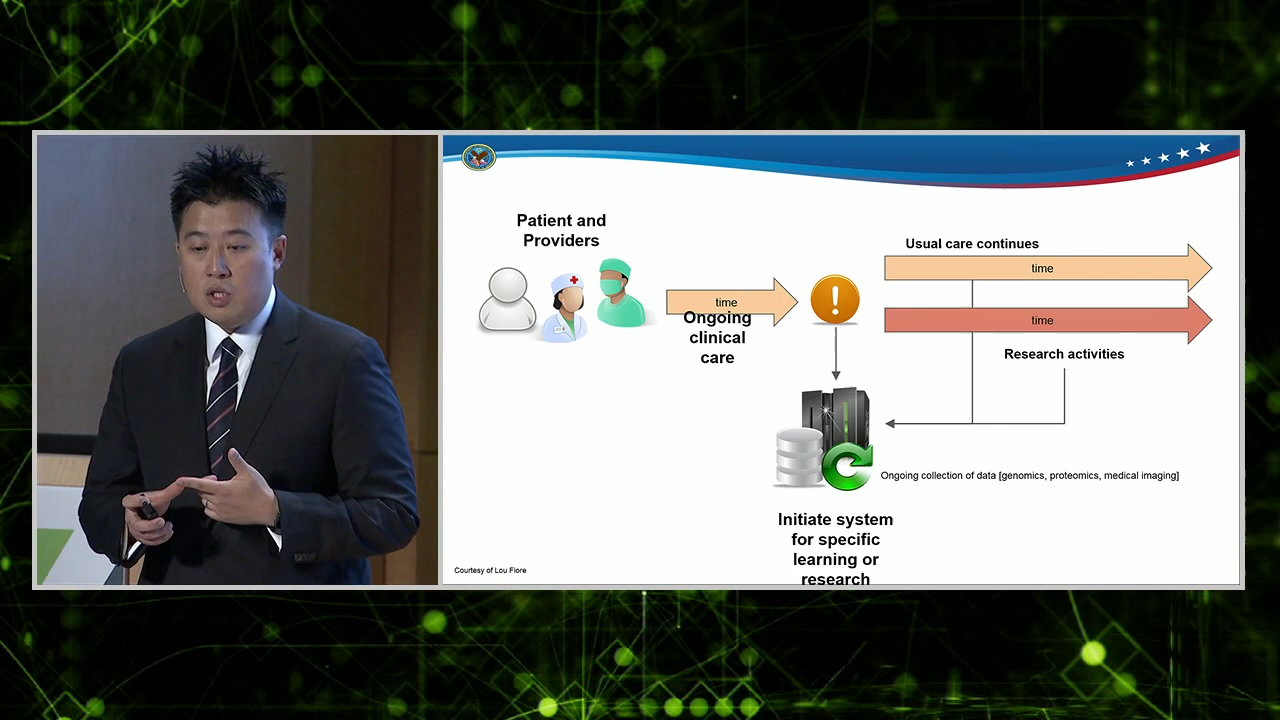 Patient and
Providers
time
Ongoing
clinical
care
Usual care continues
time
time
Research activities
Ongoing collection of data [genomics, proteomics, medical imaging]
Initiate system
for specific
learning or
research
Courtesy of Lou Fiore